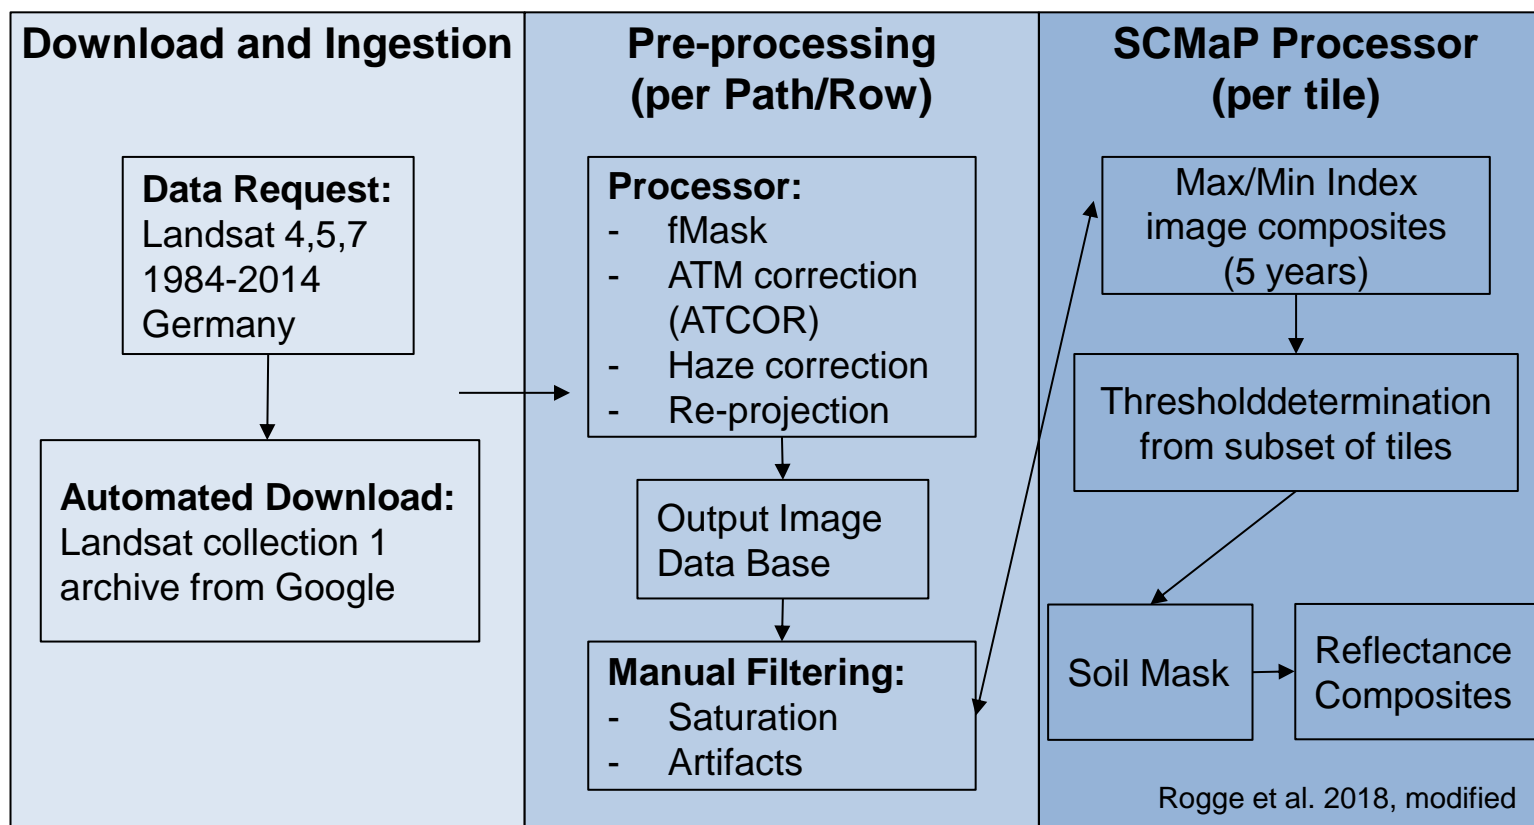 Download and Ingestion
Data Request:
Landsat 4,5,7
1984-2014
Germany
Automated Download:
Landsat collection 1
archive from Google
Pre-processing
(per Path/Row)
Processor:
- fMask
- ATM correction
(ATCOR)
- Haze correction
- Re-projection
Output Image
Data Base
Manual Filtering:
- Saturation
- Artifacts
SCMaP Processor
(per tile)
Max/Min Index
image composites
(5 years)
Thresholddetermination
from subset of tiles
Soil Mask
Reflectance
Composites
Rogge et al. 2018, modified